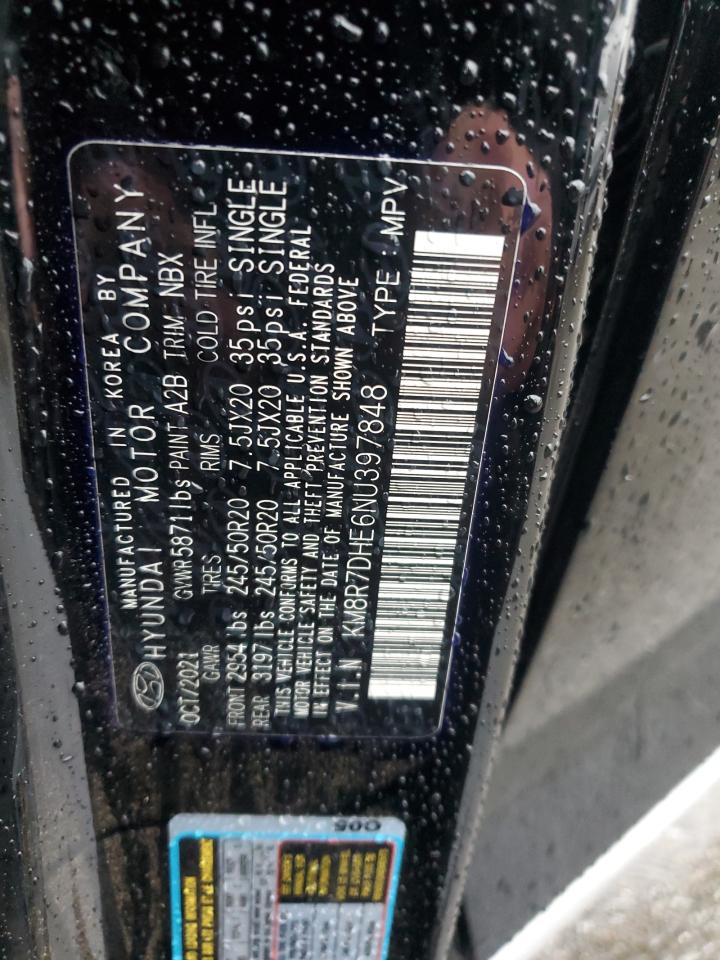 MANUFACTURED IN KOREA BY
HYUNDAI MOTOR COMPANY
OCT/2021 GVWR5871lbs PAINT A2B TRIM NBX
GAWR TIRES RIMS COLD TIRE INFL
FRONT 2954 lbs 245/50R20 7.5JX20 35psi SINGLE
REAR 3197 lbs 245/50R20 7.5JX20 35psi SINGLE
THIS VEHICLE CONFORMS TO ALL APPLICABLE U.S.A. FEDERAL
MOTOR VEHICLE SAFETY AND THEFT PREVENTION STANDARDS
IN EFFECT ON THE DATE OF MANUFACTURE SHOWN ABOVE
V.I.N KM8R7DHE6NU397848 TYPE : MPV
005